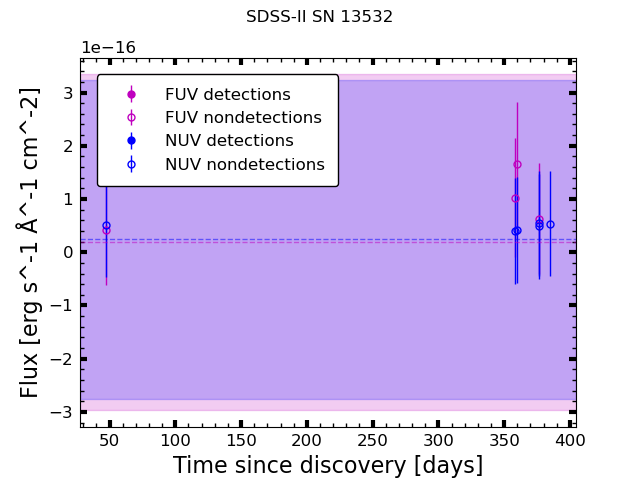 SDSS-II SN 13532
1e−16
FUV detections
FUV nondetections
NUV detections
NUV nondetections
3
2
1
0
−1
−2
−3
Flux [erg s^-1 Å^-1 cm^-2]
50 100 150 200 250 300 350 400
Time since discovery [days]